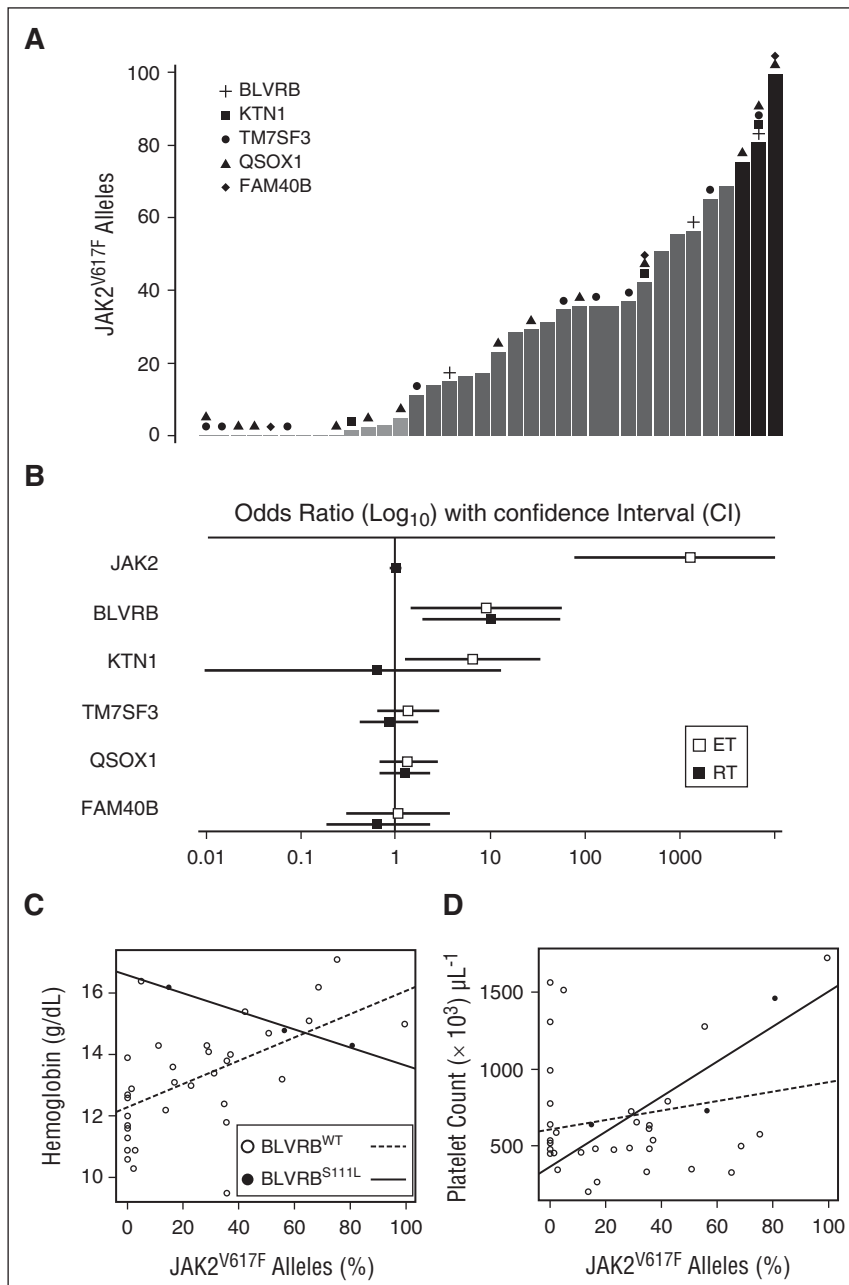 A
100
80
60
40
20
0
JAK2V617F Alleles
BLVRB
KTN1
TM7SF3
QSOX1
FAM40B
B
Odds Ratio (Log10) with confidence Interval (CI)
JAK2
BLVRB
KTN1
TM7SF3
QSOX1
FAM40B
ET
RT
0.01 0.1 1 10 100 1000
C
Hemoglobin (g/dL)
16
14
12
10
BLVRBWT
BLVRBS111L
0 20 40 60 80 100
JAK2V617F Alleles (%)
D
Platelet Count (× 103) μL-1
1500
1000
500
0 20 40 60 80 100
JAK2V617F Alleles (%)